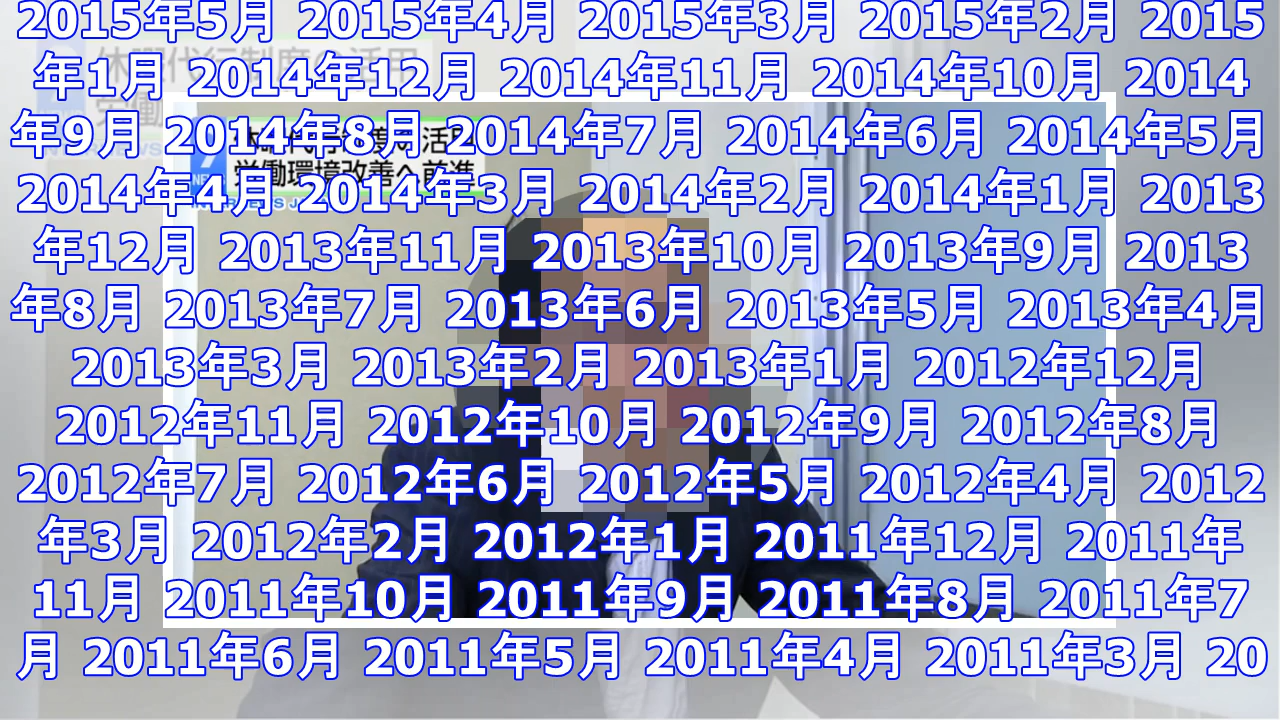 2015年5月 2015年4月 2015年3月 2015年2月 2015
年1月 2014年12月 2014年11月 2014年10月 2014
年9月 2014年8月 2014年7月 2014年6月 2014年5月
2014年4月 2014年3月 2014年2月 2014年1月 2013
年12月 2013年11月 2013年10月 2013年9月 2013
年8月 2013年7月 2013年6月 2013年5月 2013年4月
2013年3月 2013年2月 2013年1月 2012年12月
2012年11月 2012年10月 2012年9月 2012年8月
2012年7月 2012年6月 2012年5月 2012年4月 2012
年3月 2012年2月 2012年1月 2011年12月 2011年
11月 2011年10月 2011年9月 2011年8月 2011年7
月 2011年6月 2011年5月 2011年4月 2011年3月 20
休暇代行制度の活用
労働環境改善へ前進